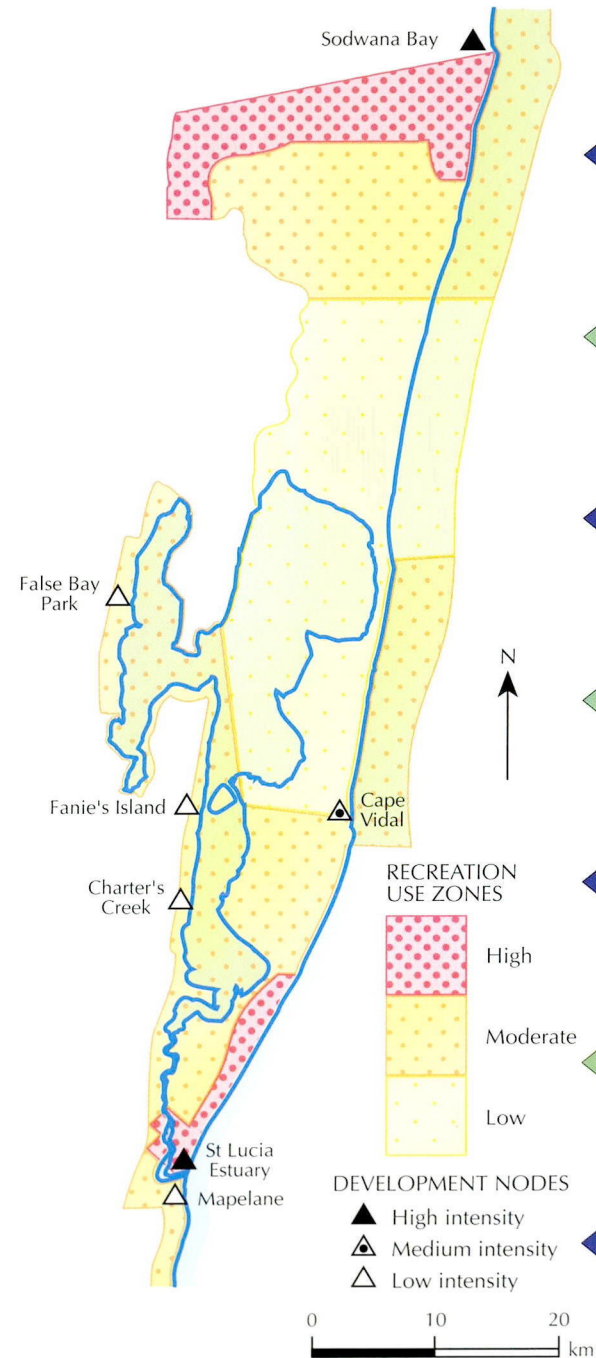 Sodwana Bay
False Bay
Park
N
Fanie's Island
Cape
Vidal
Charter's
Creek
RECREATION
USE ZONES
High
Moderate
Low
St Lucia
Estuary
Mapelane
DEVELOPMENT NODES
High intensity
Medium intensity
Low intensity
0 10 20
km